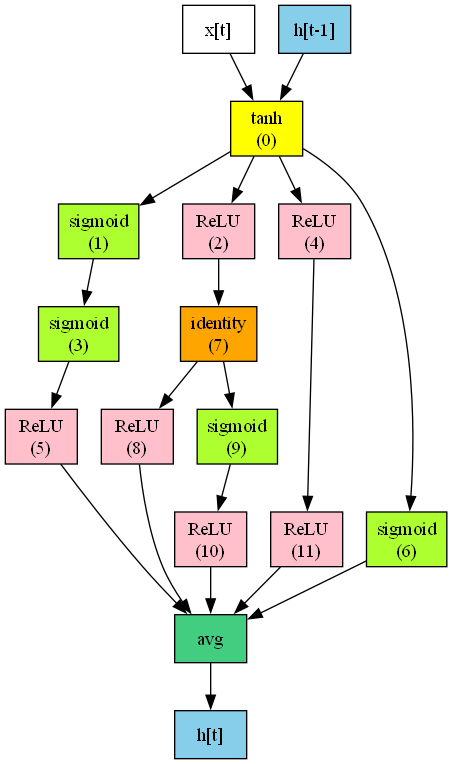 x[t]
h[t-1]
tanh
(0)
sigmoid
(1)
ReLU
(2)
ReLU
(4)
sigmoid
(3)
identity
(7)
ReLU
(5)
ReLU
(8)
sigmoid
(9)
ReLU
(10)
ReLU
(11)
sigmoid
(6)
avg
h[t]